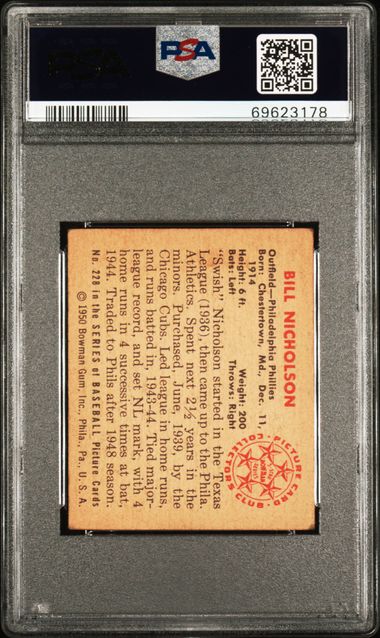 PSA
PSA
69623178
BILL NICHOLSON
Outfield—Philadelphia Phillies
Born: Chestertown, Md., Dec. 11,
1914
Height: 6 ft. Weight: 200
Bats: Left Throws: Right
PICTURE CARD
COLLECTORS CLUB
"Swish" Nicholson started in the Texas
League (1936), then came up to the Phila.
Athletics. Spent next 2½ years in the
minors. Purchased, June, 1939, by the
Chicago Cubs. Led league in home runs,
and runs batted in, 1943-44. Tied major-
league record, and set NL mark, with 4
home runs in 4 successive times at bat,
1944. Traded to Phils after 1948 season.
No. 228 in the SERIES of BASEBALL Picture Cards
© 1950 Bowman Gum, Inc., Phila., Pa., U. S. A.